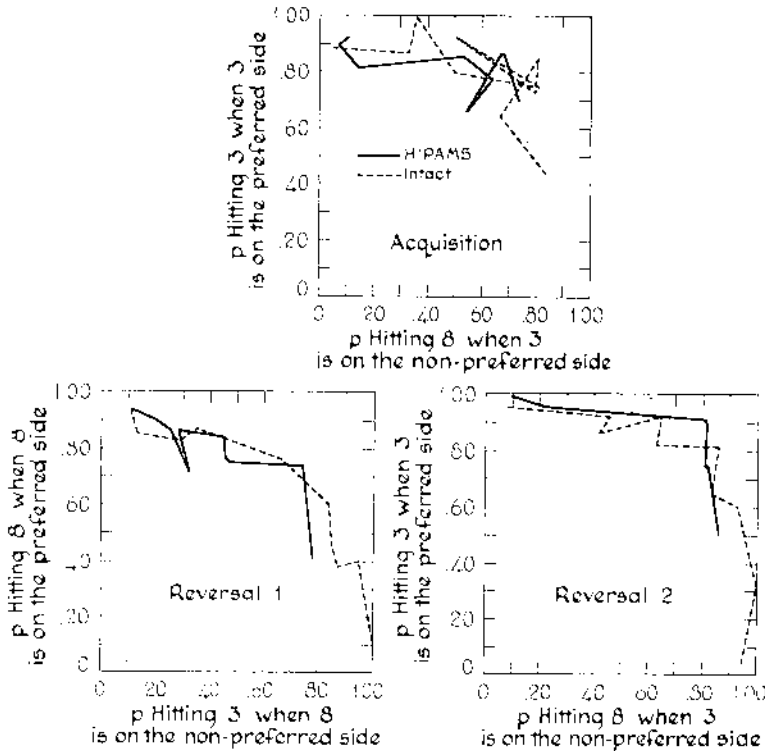 p Hitting 3 when 3
is on the preferred side
1.00
.80
.60
.40
.20
0
HIPAMS
Intact
Acquisition
0 .20 .40 .60 .80 1.00
p Hitting 8 when 3
is on the non-preferred side
p Hitting 8 when 8
is on the preferred side
1.00
.80
.60
.40
.20
0
Reversal 1
0 .20 .40 .60 .80 1.00
p Hitting 3 when 8
is on the non-preferred side
p Hitting 3 when 3
is on the preferred side
1.00
.80
.60
.40
.20
0
Reversal 2
0 .20 .40 .60 .80 1.00
p Hitting 8 when 3
is on the non-preferred side